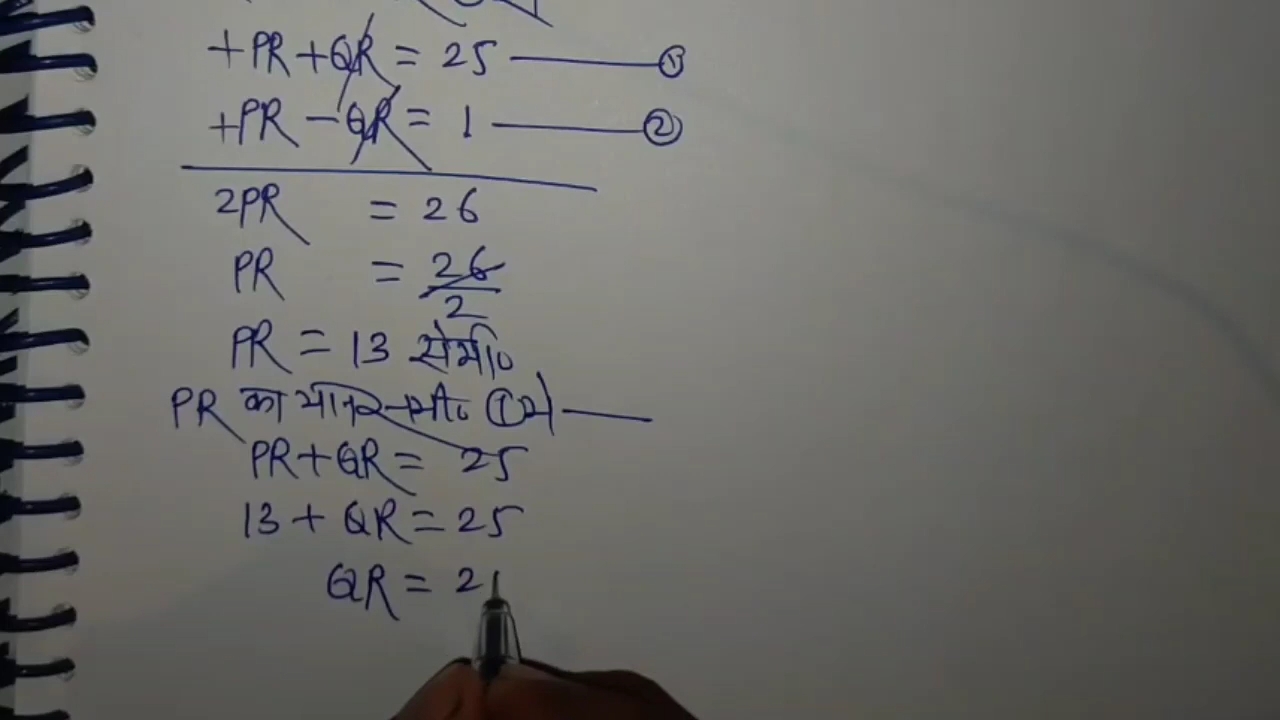 +PR+QR = 25 ①
+PR-QR = 1 ②
2PR = 26
PR = 26/2
PR = 13 सेमी०
PR का मान समी० ① में
PR+QR = 25
13 + QR = 25
QR = 2